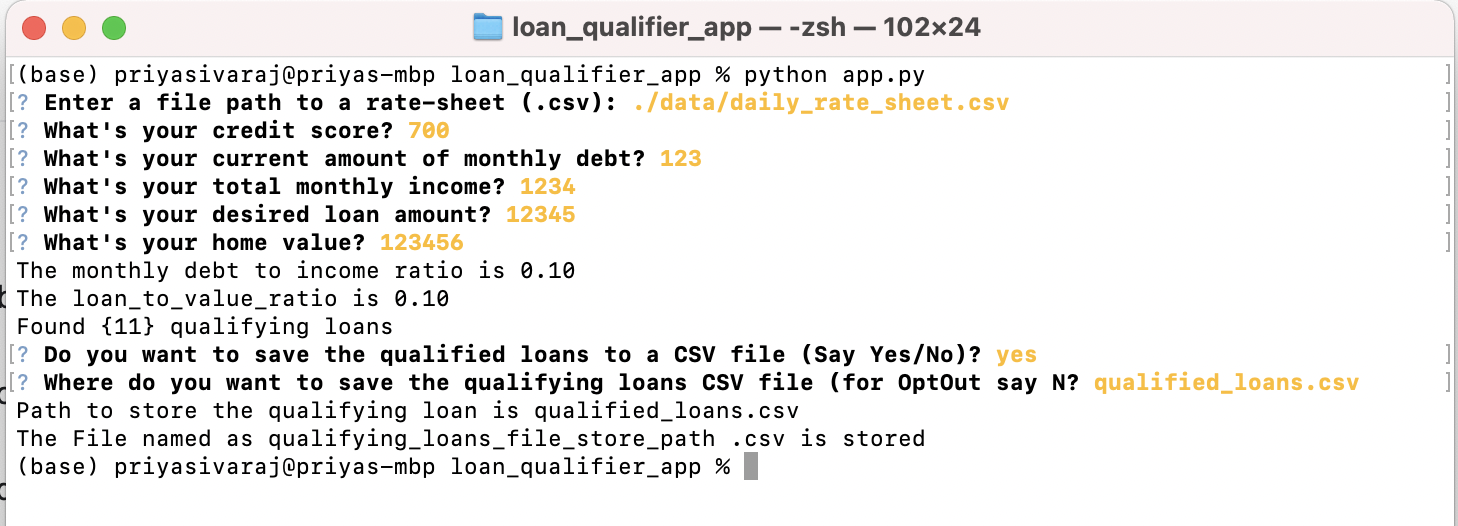 loan_qualifier_app — -zsh — 102×24
[(base) priyasivaraj@priyas-mbp loan_qualifier_app % python app.py ]
[? Enter a file path to a rate-sheet (.csv): ./data/daily_rate_sheet.csv ]
[? What's your credit score? 700 ]
[? What's your current amount of monthly debt? 123 ]
[? What's your total monthly income? 1234 ]
[? What's your desired loan amount? 12345 ]
[? What's your home value? 123456 ]
The monthly debt to income ratio is 0.10
The loan_to_value_ratio is 0.10
Found {11} qualifying loans
[? Do you want to save the qualified loans to a CSV file (Say Yes/No)? yes ]
[? Where do you want to save the qualifying loans CSV file (for OptOut say N? qualified_loans.csv ]
Path to store the qualifying loan is qualified_loans.csv
The File named as qualifying_loans_file_store_path .csv is stored
(base) priyasivaraj@priyas-mbp loan_qualifier_app %